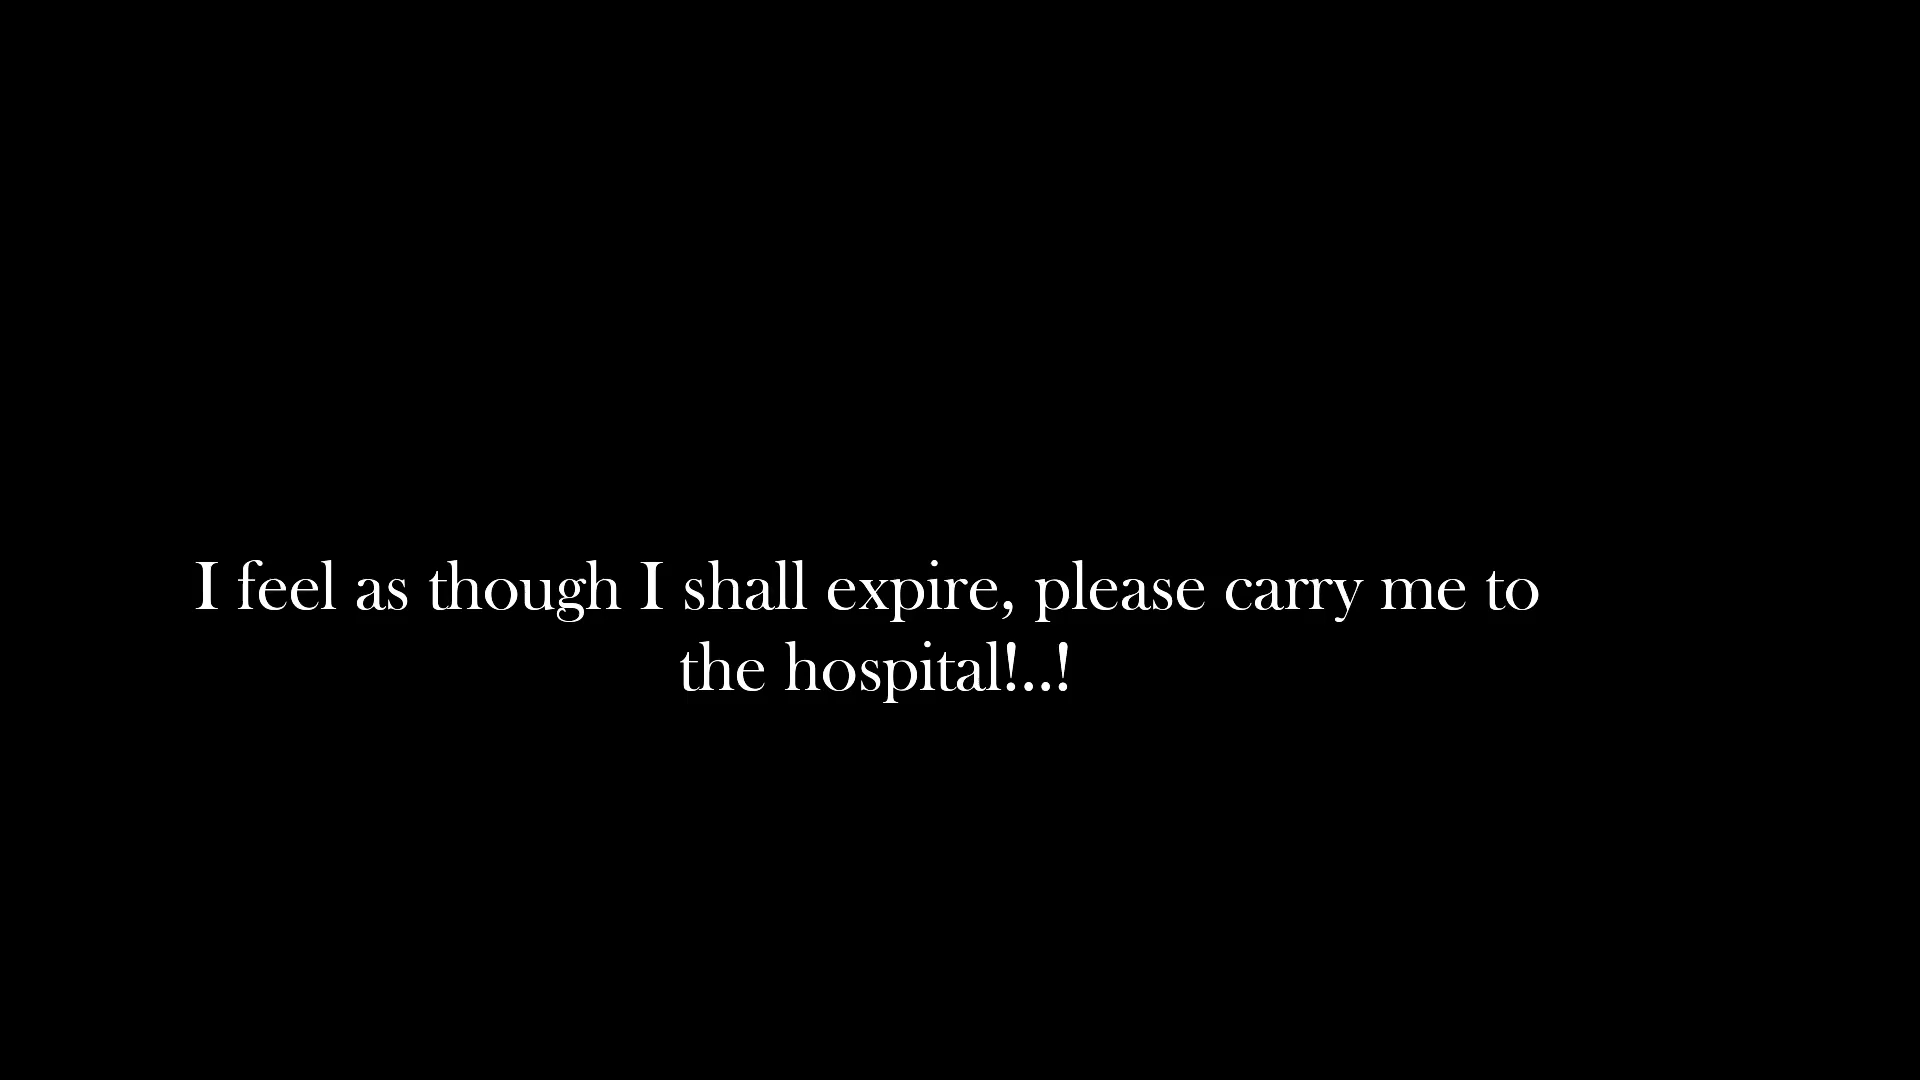 I feel as though I shall expire, please carry me to
the hospital!..!